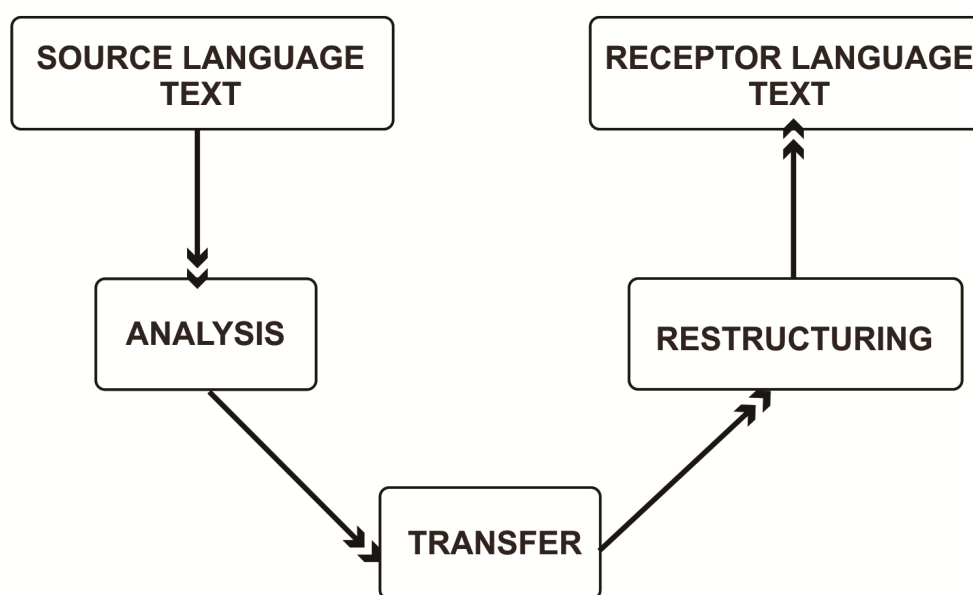 SOURCE LANGUAGE
TEXT
RECEPTOR LANGUAGE
TEXT
ANALYSIS
RESTRUCTURING
TRANSFER